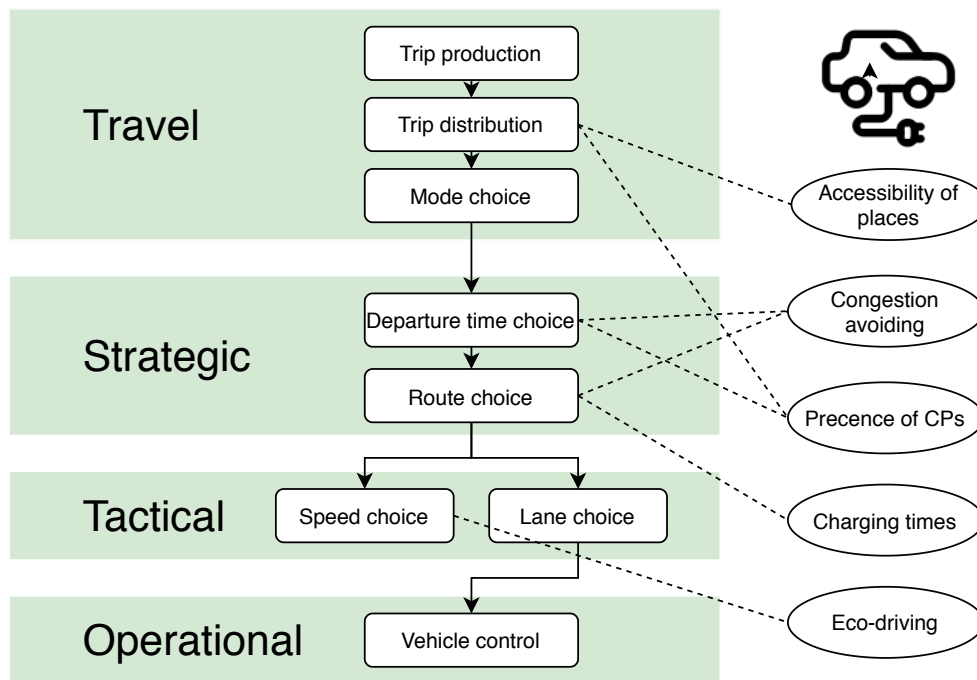 Travel
Trip production
Trip distribution
Mode choice
Accessibility of
places
Strategic
Departure time choice
Route choice
Congestion
avoiding
Precence of CPs
Tactical
Speed choice
Lane choice
Charging times
Operational
Vehicle control
Eco-driving